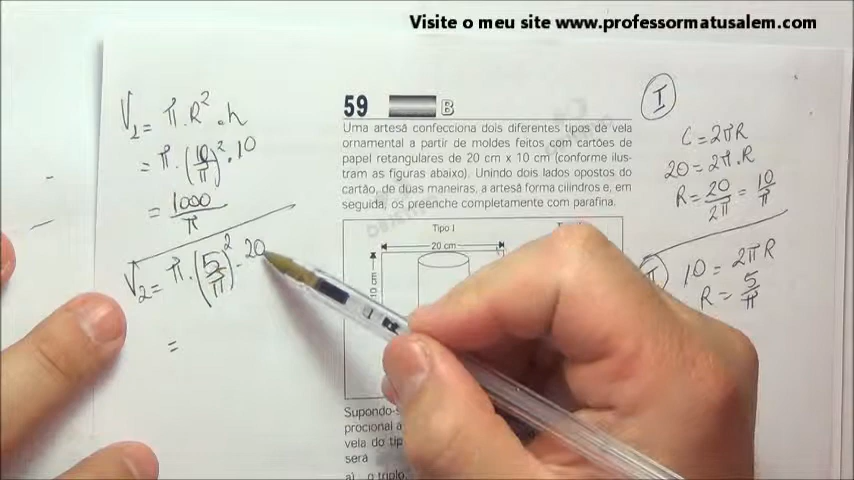 Visite o meu site www.professormatusalem.com
V1 = π . R² . h
= π . (10/π)² . 10
= 1000/π
V2 = π . (5/π)² . 20
=
59 B
Uma artesã confecciona dois diferentes tipos de vela
ornamental a partir de moldes feitos com cartões de
papel retangulares de 20 cm x 10 cm (conforme ilus-
tram as figuras abaixo). Unindo dois lados opostos do
cartão, de duas maneiras, a artesã forma cilindros e, em
seguida, os preenche completamente com parafina.
Tipo I
20 cm
10 cm
Supondo-s
procional a
vela do tip
será
a) o triplo.
I
C = 2πR
20 = 2π . R
R = 20/2π = 10/π
10 = 2πR
R = 5/π